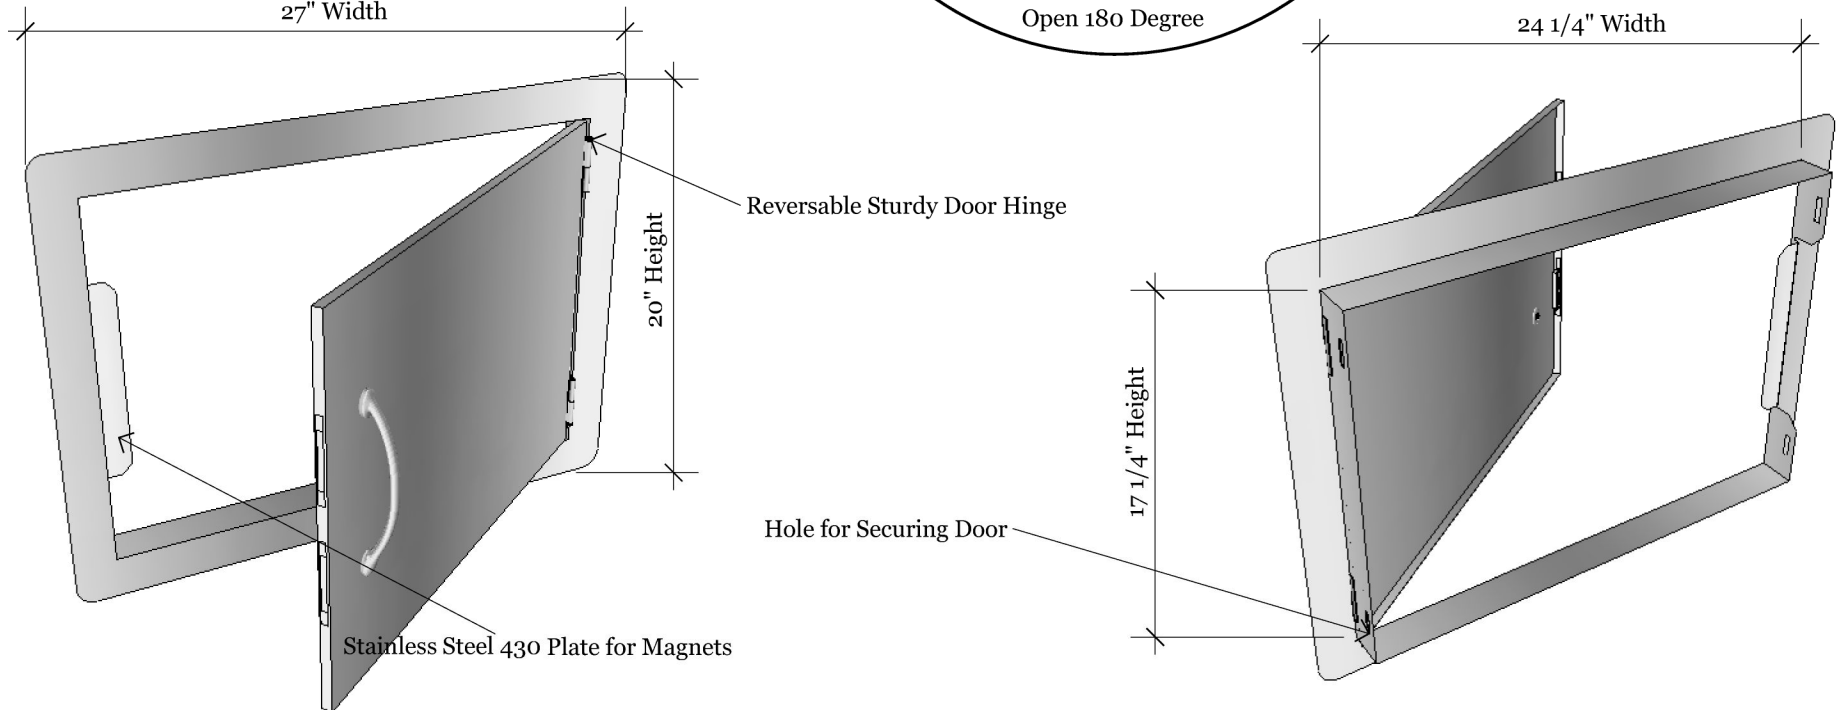 27" Width
Open 180 Degree
24 1/4" Width
Reversable Sturdy Door Hinge
20" Height
17 1/4" Height
Hole for Securing Door
Stainless Steel 430 Plate for Magnets